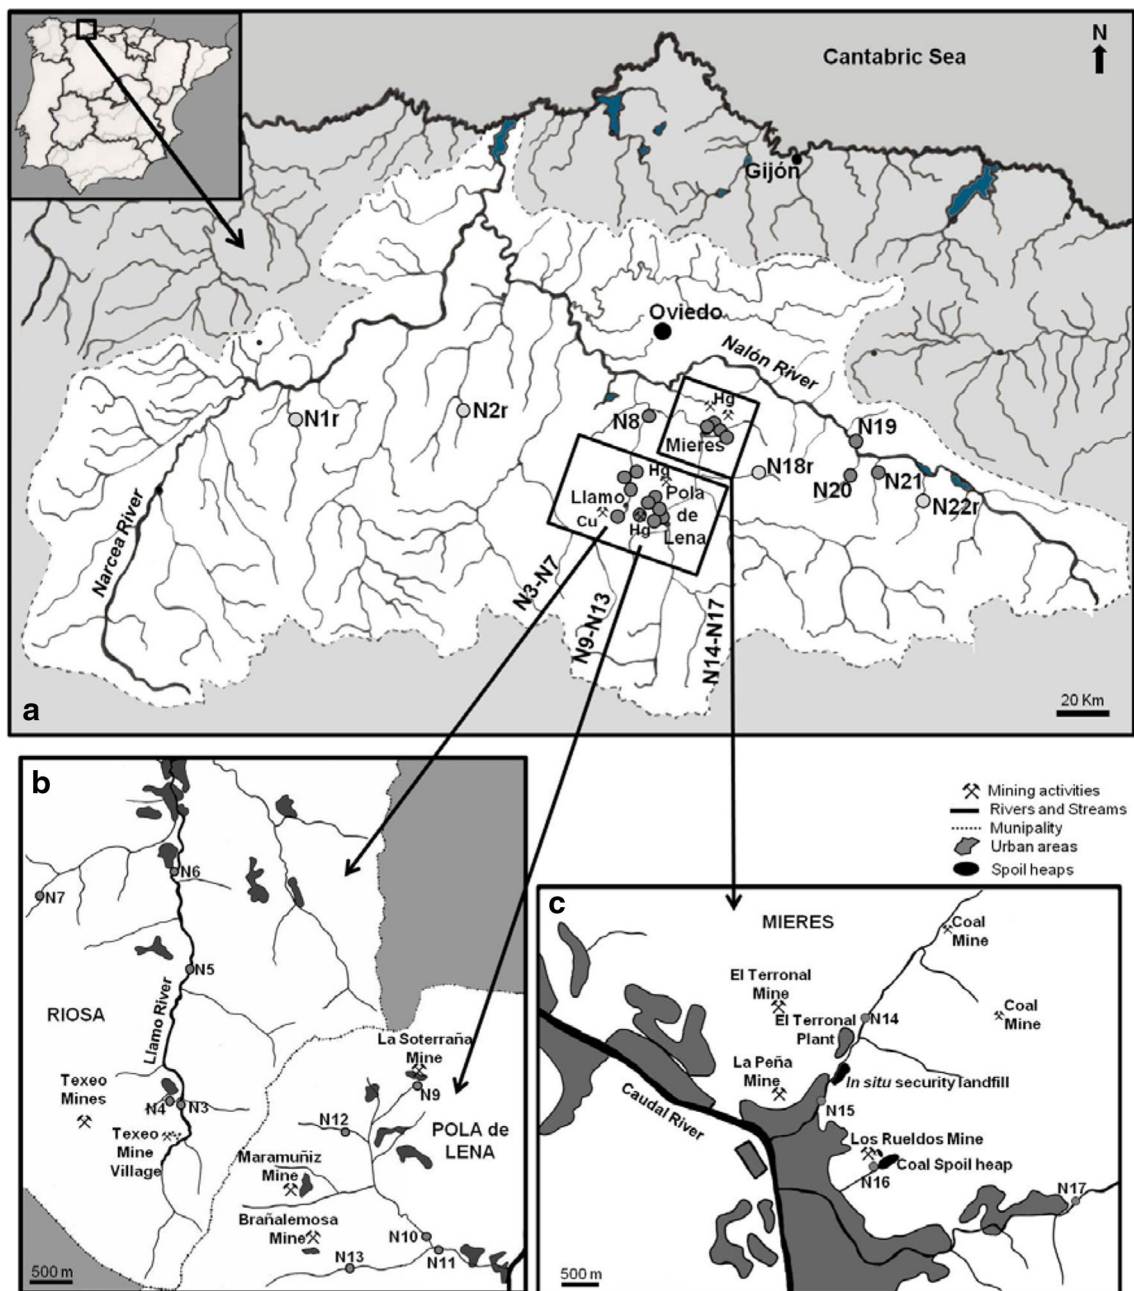 Cantabric Sea
N
Gijón
Oviedo
Nalón River
Hg
N1r
N2r
N8
Mieres
N19
N18r
N20
N21
N22r
Hg
Llamo
Pola
de
Lena
Cu
Hg
Narcea River
N3-N7
N9-N13
N14-N17
a
20 Km
b
N6
N7
N5
Llamo River
RIOSA
La Soterraña
Mine
Texeo
Mines
N4
N3
N9
N12
POLA de
LENA
Texeo
Mine
Village
Maramuñiz
Mine
Brañalemosa
Mine
N10
N11
N13
500 m
Mining activities
Rivers and Streams
Munipality
Urban areas
Spoil heaps
c
MIERES
Coal
Mine
El Terronal
Mine
Coal
Mine
El Terronal
Plant
N14
La Peña
Mine
In situ security landfill
Caudal River
N15
Los Rueldos Mine
Coal Spoil heap
N16
N17
500 m